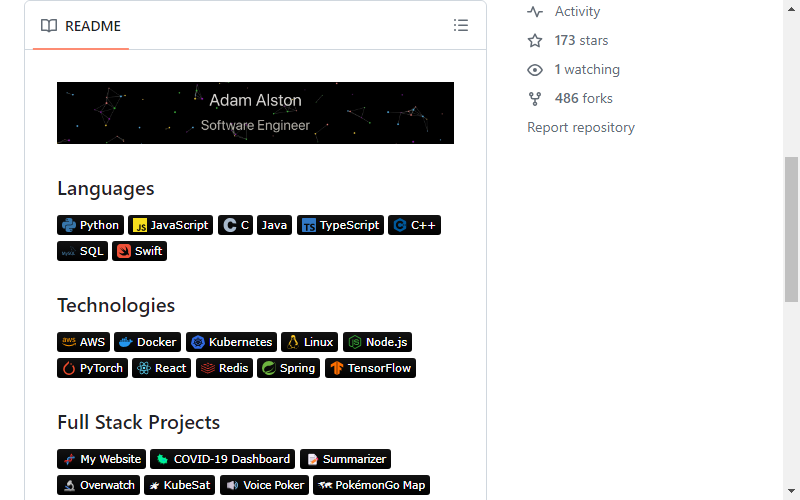 README
Adam Alston
Software Engineer
Languages
Python JavaScript C Java TypeScript C++
SQL Swift
Technologies
AWS Docker Kubernetes Linux Node.js
PyTorch React Redis Spring TensorFlow
Full Stack Projects
My Website COVID-19 Dashboard Summarizer
Overwatch KubeSat Voice Poker PokémonGo Map
Activity
173 stars
1 watching
486 forks
Report repository